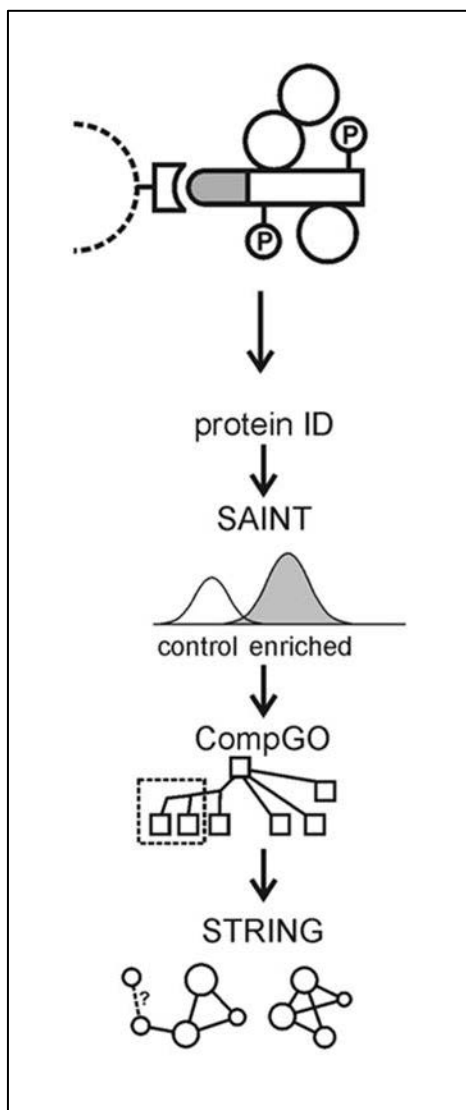 P
P
protein ID
SAINT
control enriched
CompGO
STRING
?